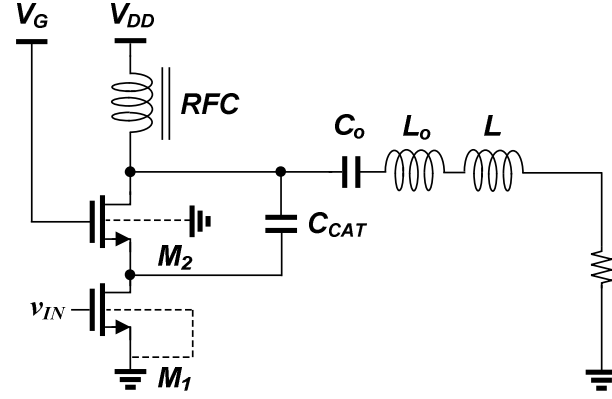 V_G
V_DD
RFC
C_o
L_o
L
C_CAT
M_2
v_IN
M_1